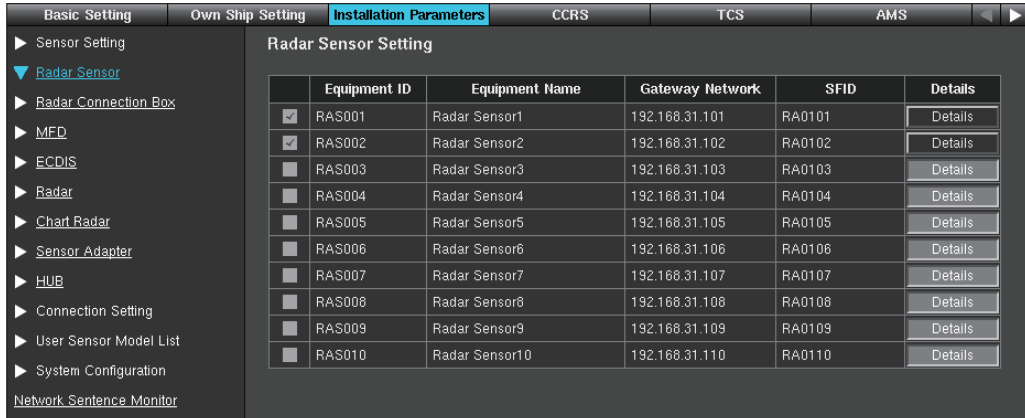 Basic Setting Own Ship Setting Installation Parameters CCRS TCS AMS
Sensor Setting
Radar Sensor
Radar Connection Box
MFD
ECDIS
Radar
Chart Radar
Sensor Adapter
HUB
Connection Setting
User Sensor Model List
System Configuration
Network Sentence Monitor
Radar Sensor Setting
Equipment ID Equipment Name Gateway Network SFID Details
RAS001 Radar Sensor1 192.168.31.101 RA0101 Details
RAS002 Radar Sensor2 192.168.31.102 RA0102 Details
RAS003 Radar Sensor3 192.168.31.103 RA0103 Details
RAS004 Radar Sensor4 192.168.31.104 RA0104 Details
RAS005 Radar Sensor5 192.168.31.105 RA0105 Details
RAS006 Radar Sensor6 192.168.31.106 RA0106 Details
RAS007 Radar Sensor7 192.168.31.107 RA0107 Details
RAS008 Radar Sensor8 192.168.31.108 RA0108 Details
RAS009 Radar Sensor9 192.168.31.109 RA0109 Details
RAS010 Radar Sensor10 192.168.31.110 RA0110 Details